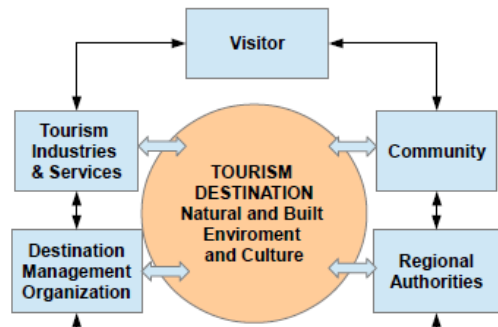 Visitor
Tourism
Industries
& Services
TOURISM
DESTINATION
Natural and Built
Enviroment
and Culture
Community
Destination
Management
Organization
Regional
Authorities